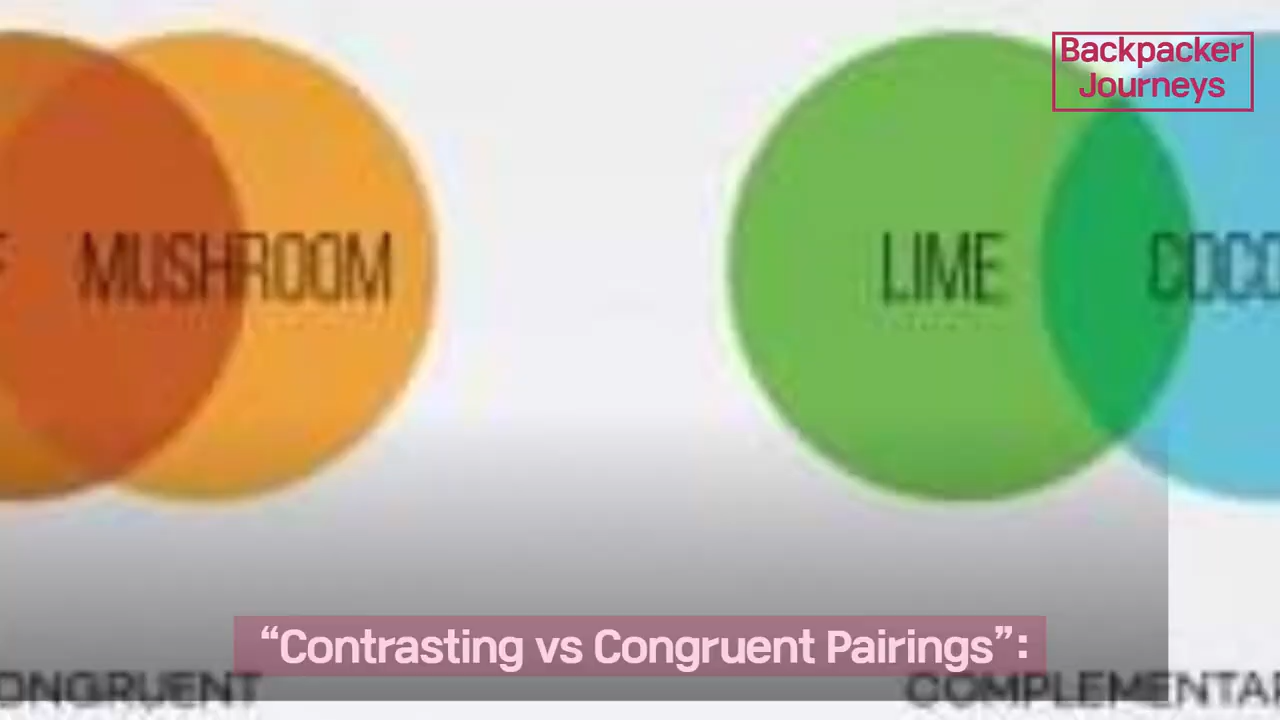 Backpacker
Journeys
MUSHROOM
LIME
“Contrasting vs Congruent Pairings”: